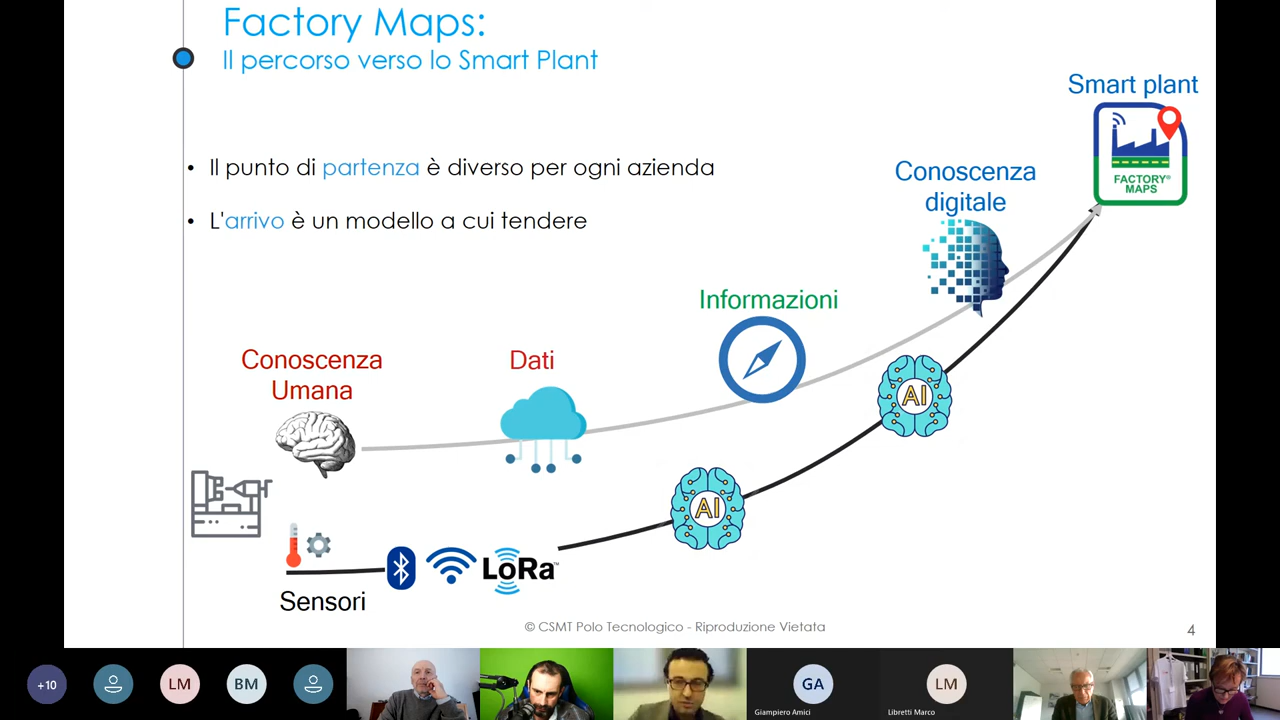 Factory Maps:
Il percorso verso lo Smart Plant
Smart plant
FACTORY®
MAPS
• Il punto di partenza è diverso per ogni azienda
• L'arrivo è un modello a cui tendere
Conoscenza
digitale
Informazioni
Conoscenza
Umana
Dati
AI
AI
LoRa™
Sensori
© CSMT Polo Tecnologico - Riproduzione Vietata
4
+10
LM
BM
GA
LM
Giampiero Amici
Libretti Marco